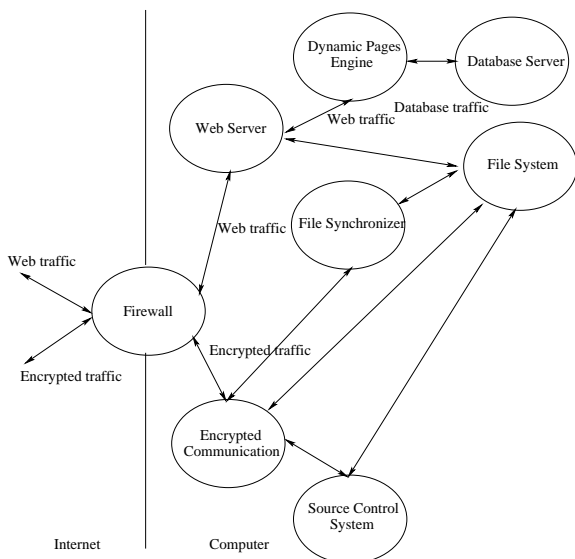 Dynamic Pages
Engine
Database Server
Database traffic
Web traffic
Web Server
File System
File Synchronizer
Web traffic
Web traffic
Firewall
Encrypted traffic
Encrypted traffic
Encrypted
Communication
Source Control
System
Internet
Computer